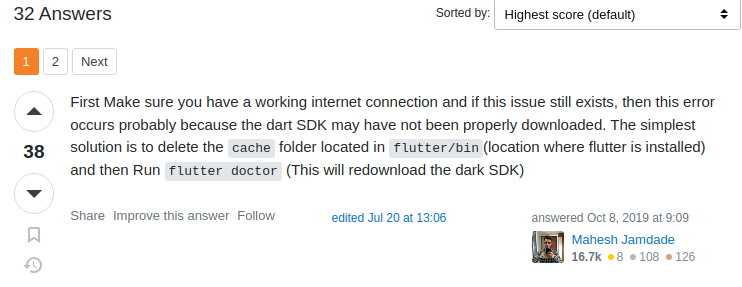 32 Answers
Sorted by: Highest score (default)
1 2 Next
First Make sure you have a working internet connection and if this issue still exists, then this error
occurs probably because the dart SDK may have not been properly downloaded. The simplest
38
solution is to delete the cache folder located in flutter/bin(location where flutter is installed)
and then Run flutter doctor (This will redownload the dart SDK)
Share Improve this answer Follow
edited Jul 20 at 13:06
answered Oct 8, 2019 at 9:09
Mahesh Jamdade
16.7k 8 108 126